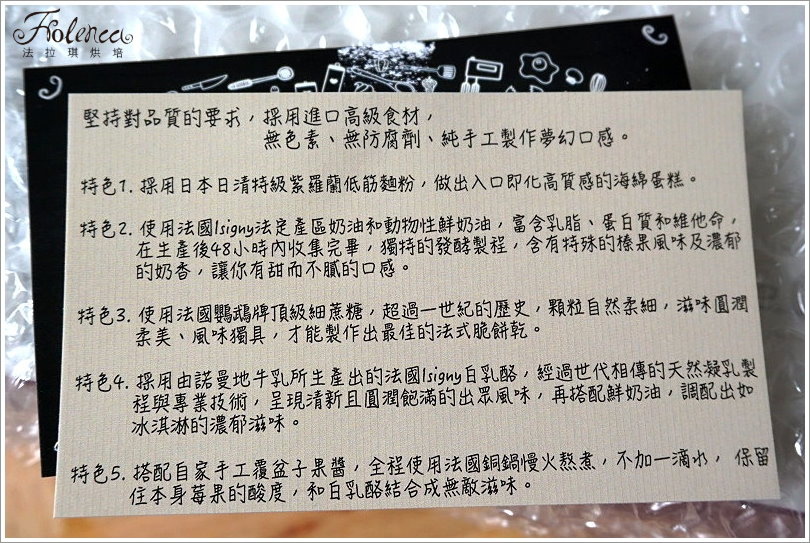 Folenca
法拉琪烘培
堅持對品質的要求，採用進口高級食材，
無色素、無防腐劑、純手工製作夢幻口感。
特色1. 採用日本日清特級紫羅蘭低筋麵粉，做出入口即化高質感的海綿蛋糕。
特色2. 使用法國Isigny法定產區奶油和動物性鮮奶油，富含乳脂、蛋白質和維他命，
在生產後48小時內收集完畢，獨特的發酵製程，含有特殊的榛果風味及濃郁
的奶香，讓你有甜而不膩的口感。
特色3. 使用法國鸚鵡牌頂級細蔗糖，超過一世紀的歷史，顆粒自然柔細，滋味圓潤
柔美、風味獨具，才能製作出最佳的法式脆餅乾。
特色4. 採用由諾曼地牛乳所生產出的法國Isigny白乳酪，經過世代相傳的天然凝乳製
程與專業技術，呈現清新且圓潤飽滿的出眾風味，再搭配鮮奶油，調配出如
冰淇淋的濃郁滋味。
特色5. 搭配自家手工覆盆子果醬，全程使用法國銅鍋慢火熬煮，不加一滴水， 保留
住本身莓果的酸度，和白乳酪結合成無敵滋味。